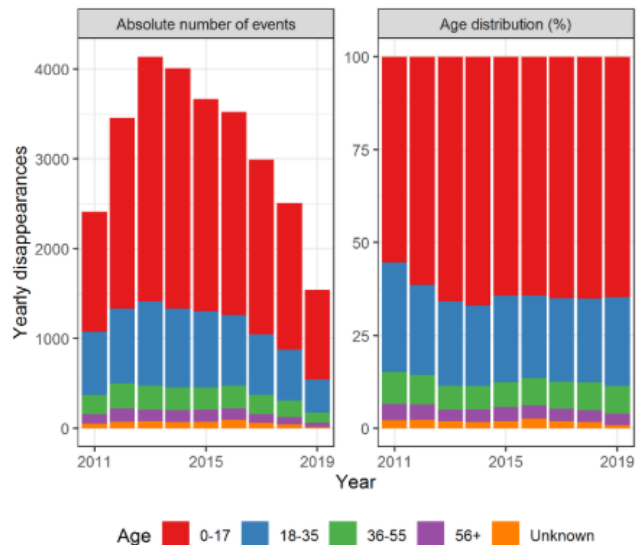 Absolute number of events
Age distribution (%)
Yearly disappearances
4000
3000
2000
1000
0
100
75
50
25
0
2011 2015 2019
2011 2015 2019
Year
Age 0-17 18-35 36-55 56+ Unknown